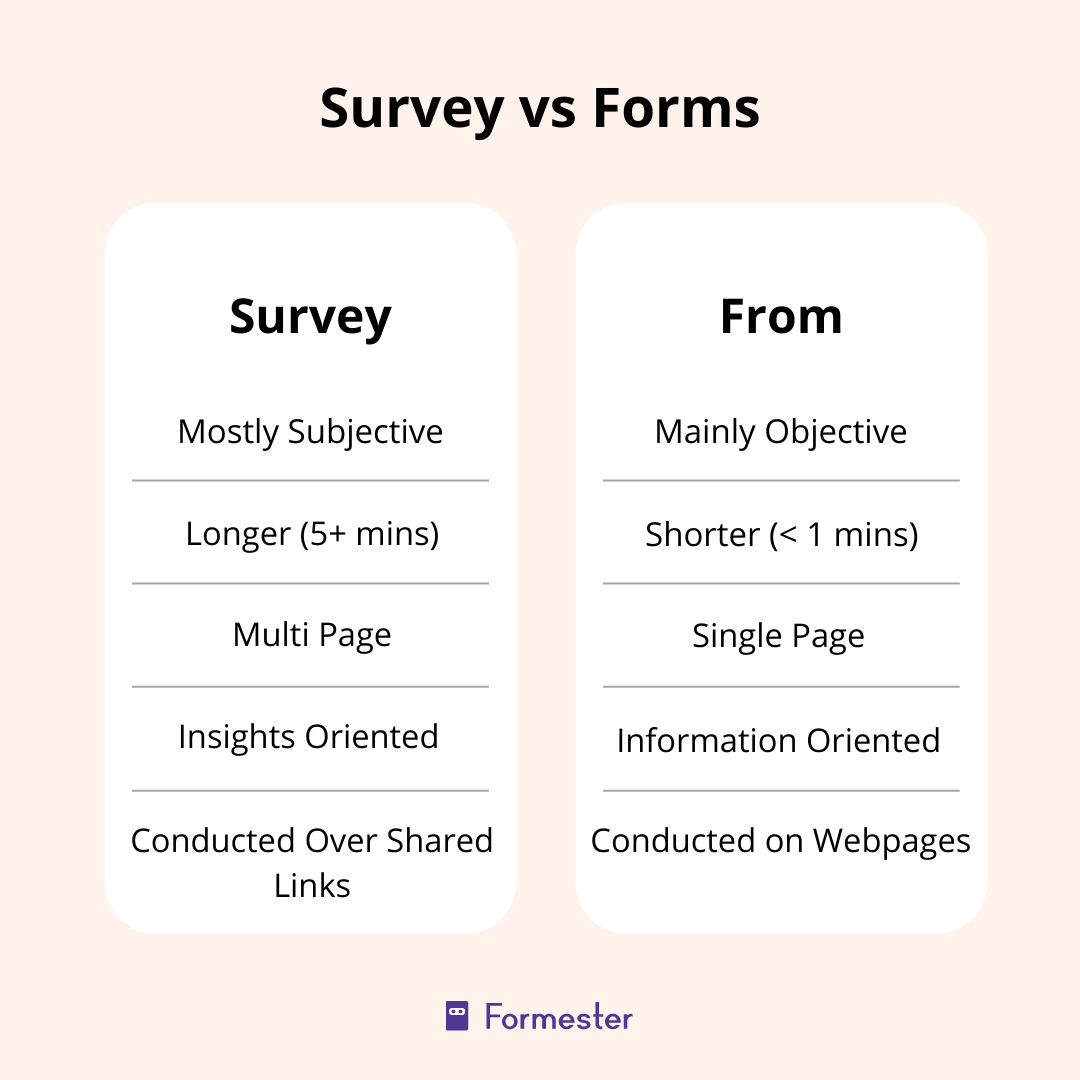 Survey vs Forms
Survey
Mostly Subjective
Longer (5+ mins)
Multi Page
Insights Oriented
Conducted Over Shared
Links
From
Mainly Objective
Shorter (< 1 mins)
Single Page
Information Oriented
Conducted on Webpages
Formester